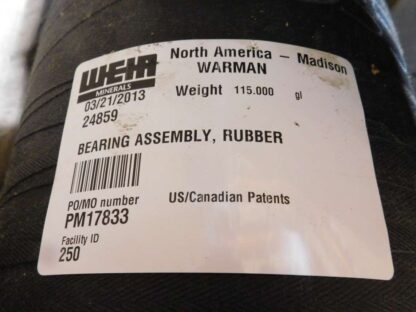 WEIR
MINERALS
North America – Madison
WARMAN
03/21/2013
Weight 115.000 gl
24859
BEARING ASSEMBLY, RUBBER
PO/MO number
US/Canadian Patents
PM17833
Facility ID
250